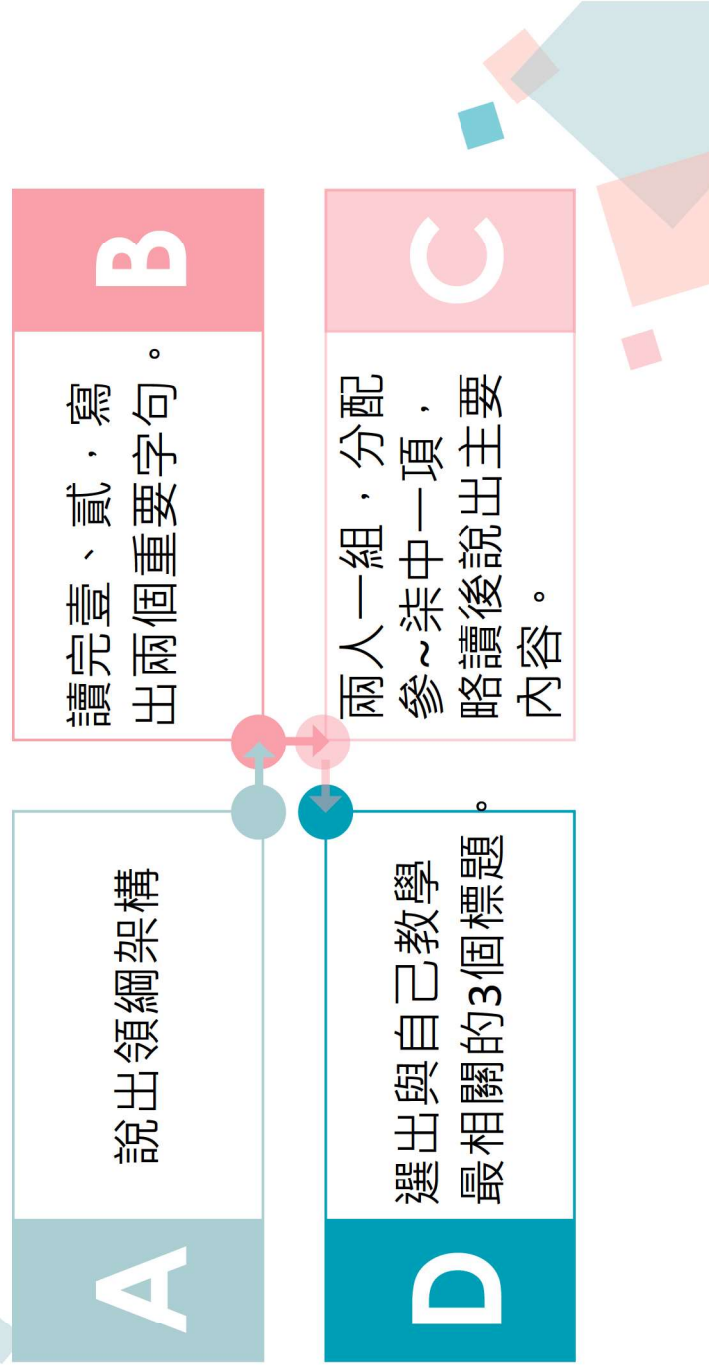 A
說出領綱架構
讀完壹、貳，寫
出兩個重要字句。
B
兩人一組，分配
參~柒中一項，
略讀後說出主要
內容。
C
選出與自己教學
最相關的3個標題。
D